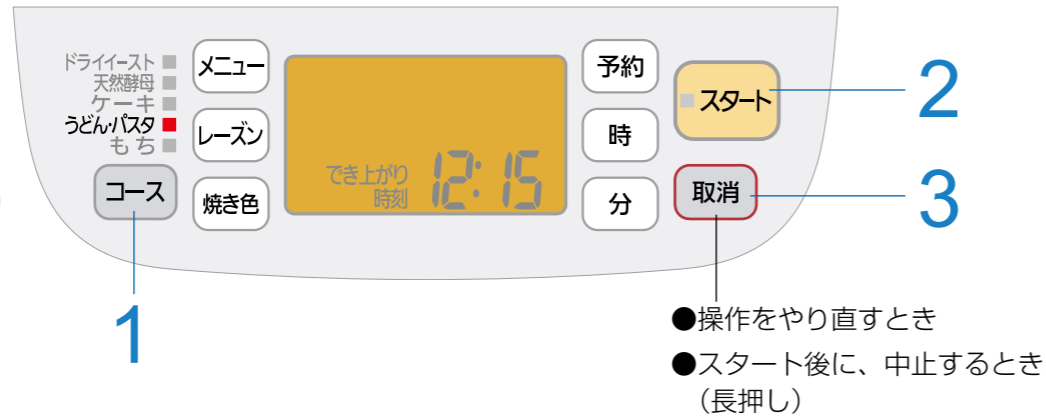 ドライイースト
天然酵母
ケーキ
うどん・パスタ
もち
コース
メニュー
レーズン
焼き色
でき上がり
時刻
12:15
予約
時
分
スタート
取消
1
2
3
●操作をやり直すとき
●スタート後に、中止するとき
（長押し）